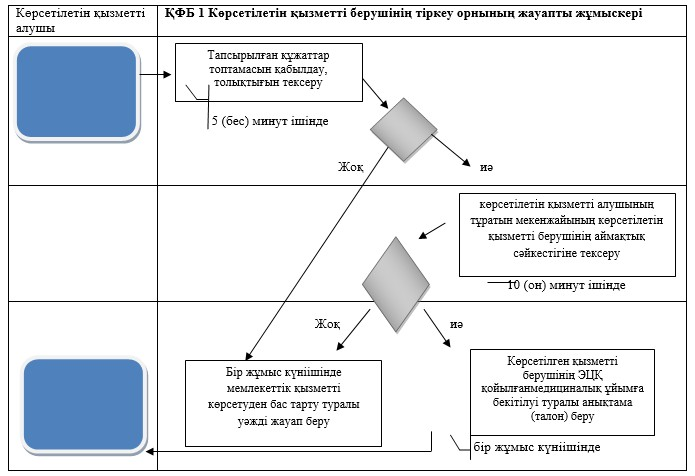 Көрсетілетін қызметті
алушы
ҚФБ 1 Көрсетілетін қызметті берушінің тіркеу орнының жауапты жұмыскері
Тапсырылған құжаттар
топтамасын қабылдау,
толықтығын тексеру
5 (бес) минут ішінде
Жоқ
иә
көрсетілетін қызметті алушының
тұратын мекенжайының көрсетілетін
қызметті берушінің аймақтық
сәйкестігіне тексеру
10 (он) минут ішінде
Жоқ
иә
Бір жұмыс күніішінде
мемлекеттік қызметті
көрсетуден бас тарту туралы
уәжді жауап беру
Көрсетілген қызметті
берушінің ЭЦҚ
қойылғанмедициналық ұйымға
бекітілуі туралы анықтама
(талон) беру
бір жұмыс күніішінде